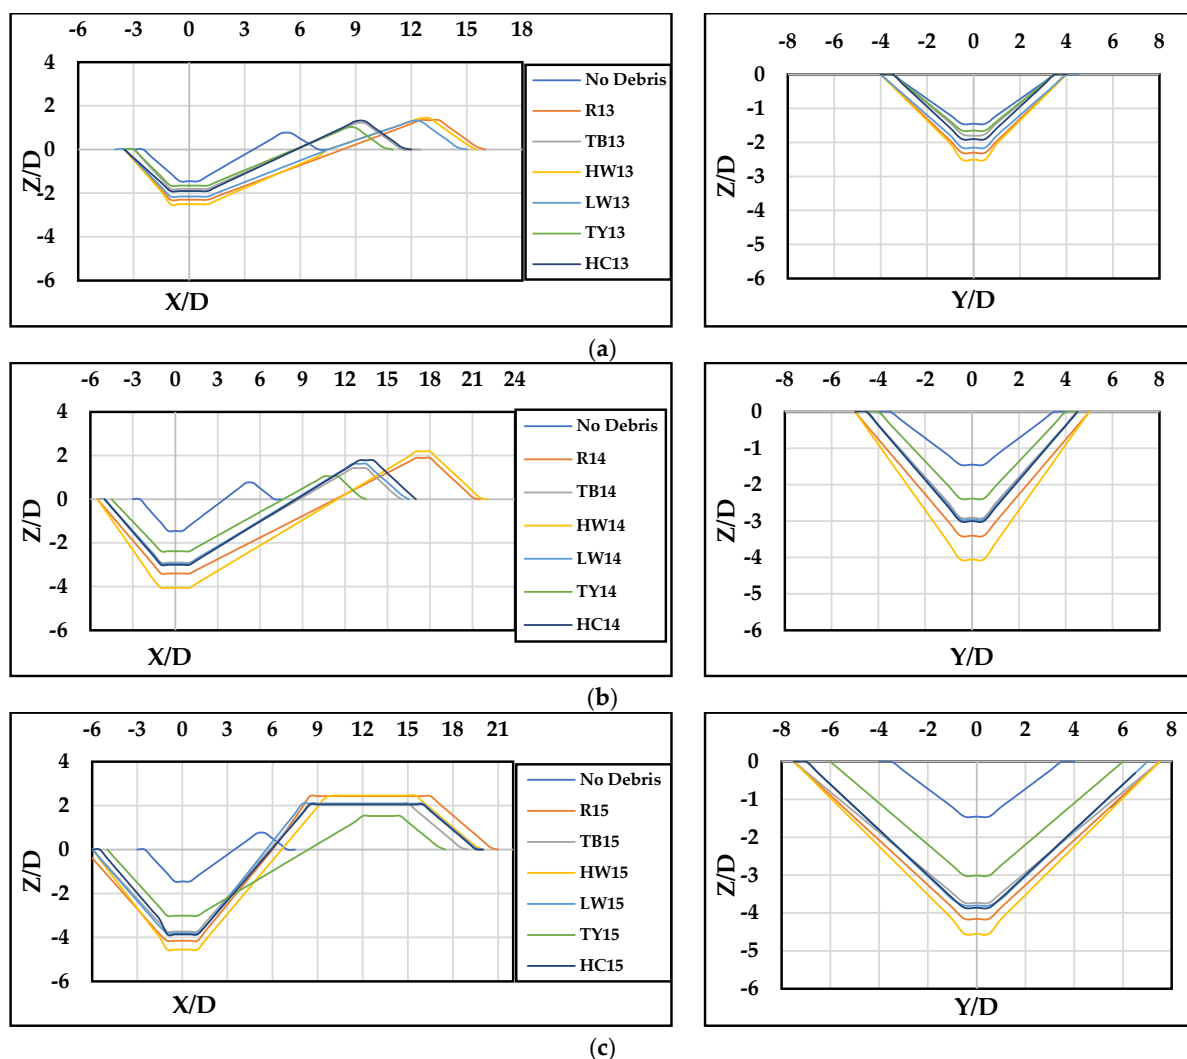 -6 -3 0 3 6 9 12 15 18
4
2
0
-2
-4
-6
Z/D
X/D
No Debris
R13
TB13
HW13
LW13
TY13
HC13
-8 -6 -4 -2 0 2 4 6 8
0
-1
-2
-3
-4
-5
-6
Z/D
Y/D
(a)
-6 -3 0 3 6 9 12 15 18 21 24
4
2
0
-2
-4
-6
Z/D
X/D
No Debris
R14
TB14
HW14
LW14
TY14
HC14
-8 -6 -4 -2 0 2 4 6 8
0
-1
-2
-3
-4
-5
-6
Z/D
Y/D
(b)
-6 -3 0 3 6 9 12 15 18 21
4
2
0
-2
-4
-6
Z/D
X/D
No Debris
R15
TB15
HW15
LW15
TY15
HC15
-8 -6 -4 -2 0 2 4 6 8
0
-1
-2
-3
-4
-5
-6
Z/D
Y/D
(c)